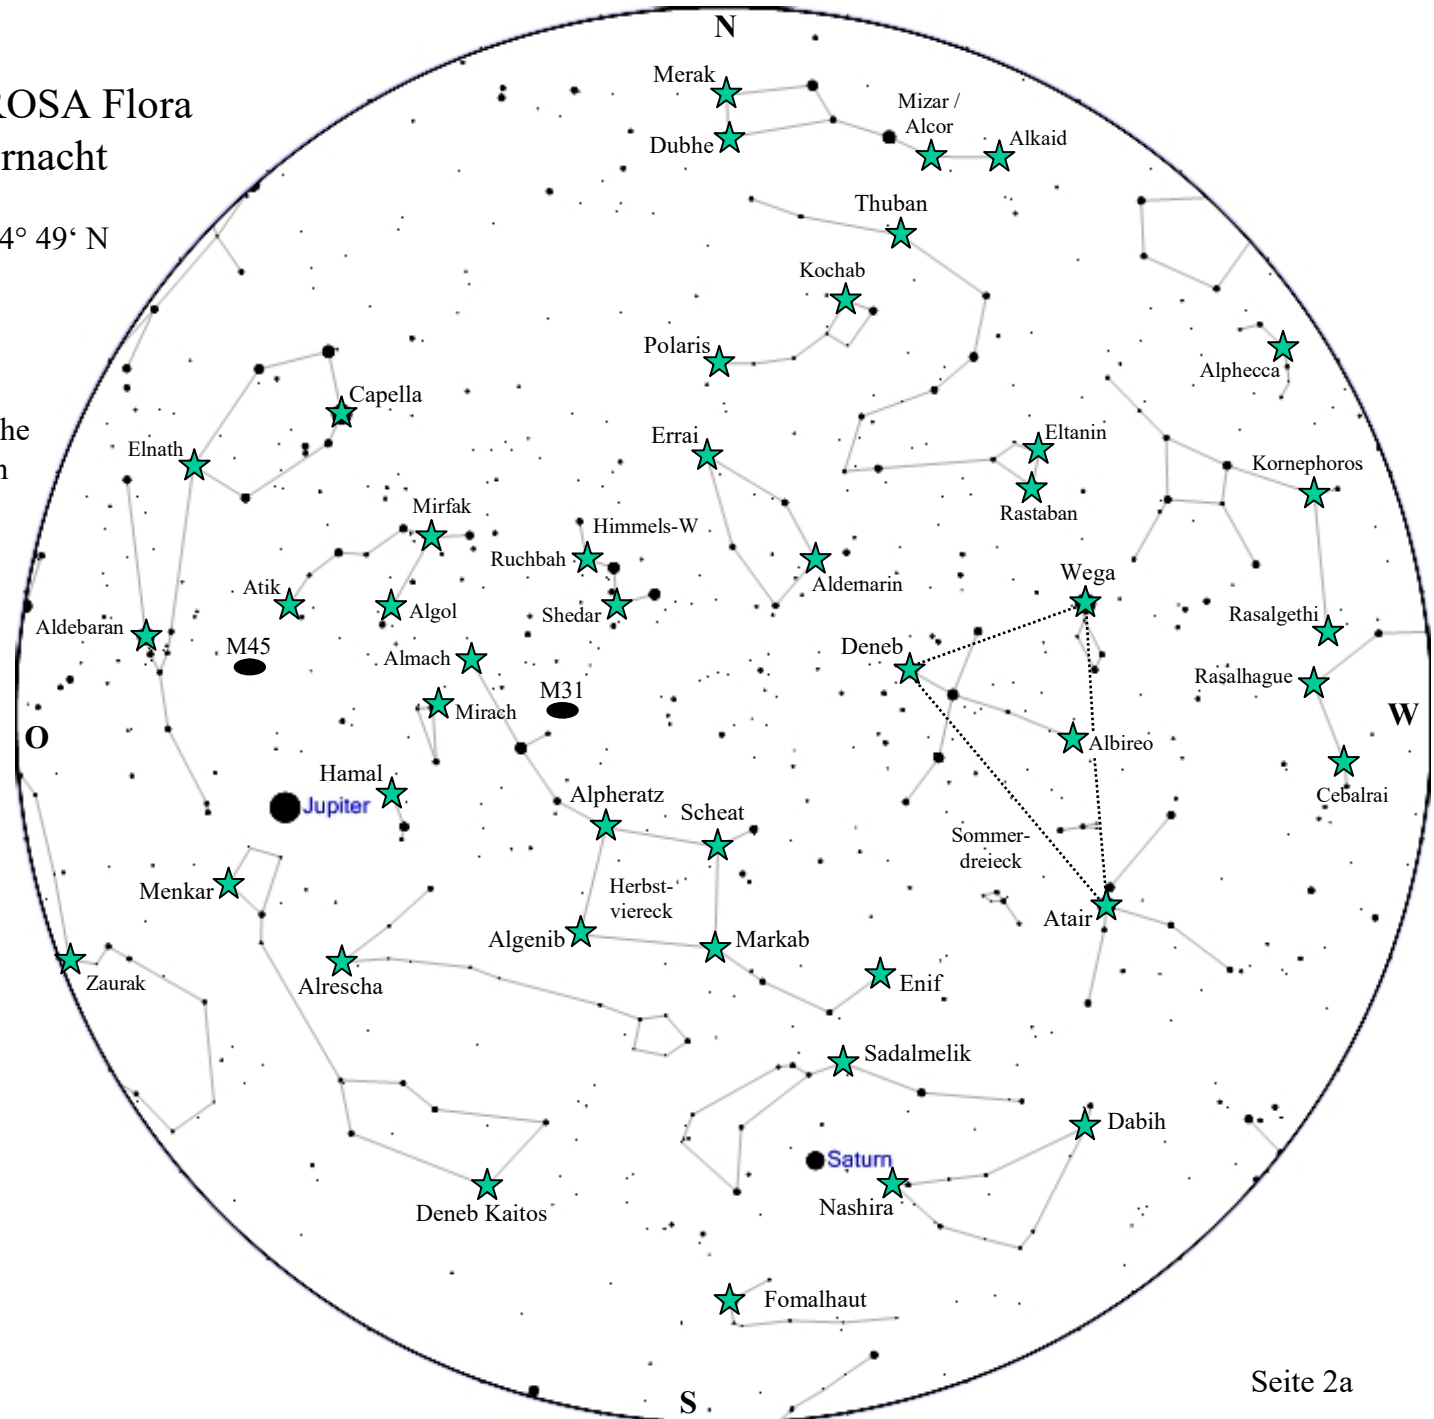 N
ROSA Flora
rnacht
4° 49‘ N
he
n
Merak
Dubhe
Mizar /
Alcor
Alkaid
Thuban
Kochab
Polaris
Alphecca
Capella
Elnath
Errai
Eltanin
Rastaban
Kornephoros
Mirfak
Himmels-W
Ruchbah
Shedar
Aldemarin
Atik
Algol
Wega
Rasalgethi
Aldebaran
M45
Almach
Deneb
Rasalhague
M31
Mirach
Albireo
O
W
Hamal
Jupiter
Alpheratz
Scheat
Cebalrai
Sommer-
dreieck
Menkar
Herbst-
viereck
Atair
Algenib
Markab
Zaurak
Alrescha
Enif
Sadalmelik
Dabih
Saturn
Nashira
Deneb Kaitos
Fomalhaut
S
Seite 2a